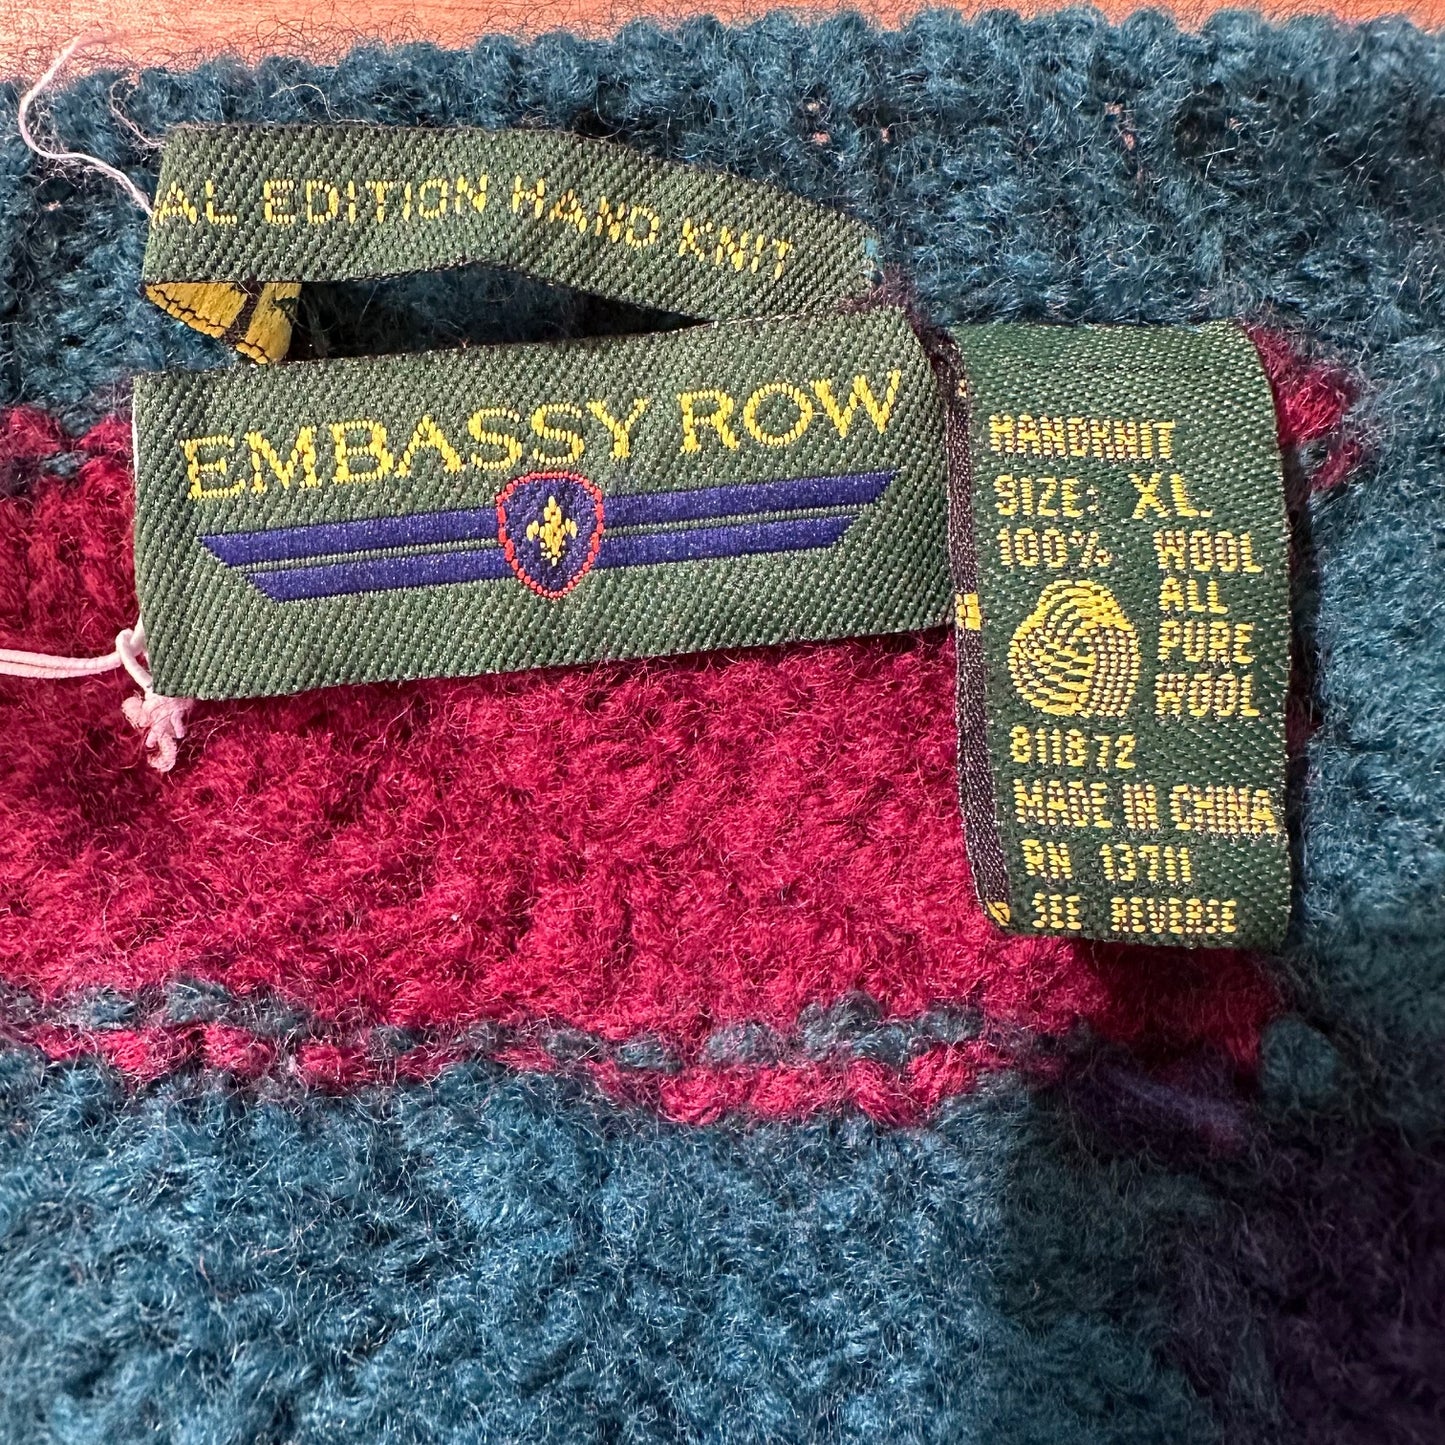 AL EDITION HAND KNIT
EMBASSY ROW
HANDKNIT
SIZE: XL
100% WOOL
ALL
PURE
WOOL
811872
MADE IN CHINA
RN 13711
SEE REVERSE